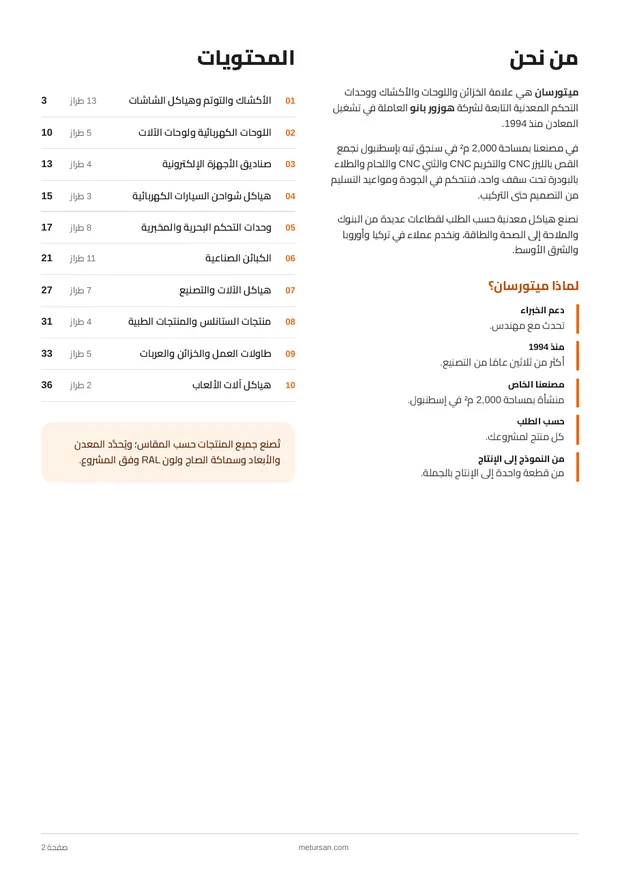 من نحن
ميتورسان هي علامة الخزائن واللوحات والأكشاك ووحدات
التحكم المعدنية التابعة لشركة هوزور بانو العاملة في تشغيل
المعادن منذ 1994.
في مصنعنا بمساحة 2,000 م² في سنجق تبه بإسطنبول نجمع
القص بالليزر CNC والتخريم CNC والثني CNC واللحام والطلاء
بالبودرة تحت سقف واحد، فنتحكم في الجودة ومواعيد التسليم
من التصميم حتى التركيب.
نصنع هياكل معدنية حسب الطلب لقطاعات عديدة من البنوك
والملاحة إلى الصحة والطاقة، ونخدم عملاء في تركيا وأوروبا
والشرق الأوسط.
لماذا ميتورسان؟
دعم الخبراء
تحدث مع مهندس.
منذ 1994
أكثر من ثلاثين عامًا من التصنيع.
مصنعنا الخاص
منشأة بمساحة 2,000 م² في إسطنبول.
حسب الطلب
كل منتج لمشروعك.
من النموذج إلى الإنتاج
من قطعة واحدة إلى الإنتاج بالجملة.
المحتويات
01 الأكشاك والتوتم وهياكل الشاشات 13 طراز 3
02 اللوحات الكهربائية ولوحات الآلات 5 طراز 10
03 صناديق الأجهزة الإلكترونية 4 طراز 13
04 هياكل شواحن السيارات الكهربائية 3 طراز 15
05 وحدات التحكم البحرية والمخبرية 8 طراز 17
06 الكبائن الصناعية 11 طراز 21
07 هياكل الآلات والتصنيع 7 طراز 27
08 منتجات الستانلس والمنتجات الطبية 4 طراز 31
09 طاولات العمل والخزائن والعربات 5 طراز 33
10 هياكل آلات الألعاب 2 طراز 36
تُصنع جميع المنتجات حسب المقاس؛ ويُحدَّد المعدن
والأبعاد وسماكة الصاج ولون RAL وفق المشروع.
metursan.com
صفحة 2